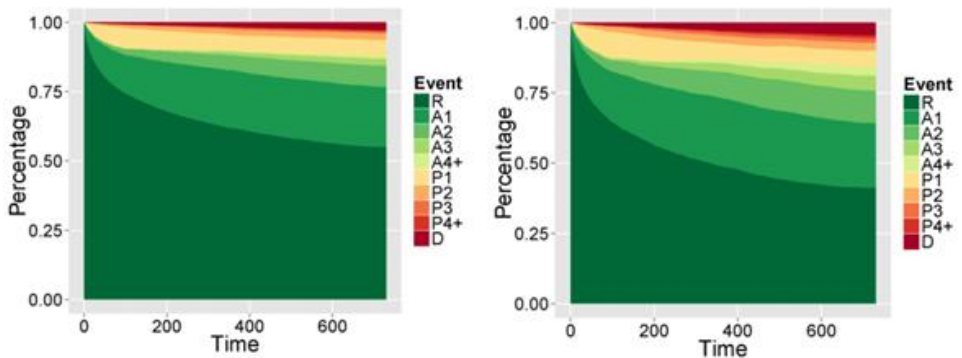 1.00
0.75
0.50
0.25
0.00
Percentage
0
200
400
600
Time
Event
R
A1
A2
A3
A4+
P1
P2
P3
P4+
D
1.00
0.75
0.50
0.25
0.00
Percentage
0
200
400
600
Time
Event
R
A1
A2
A3
A4+
P1
P2
P3
P4+
D